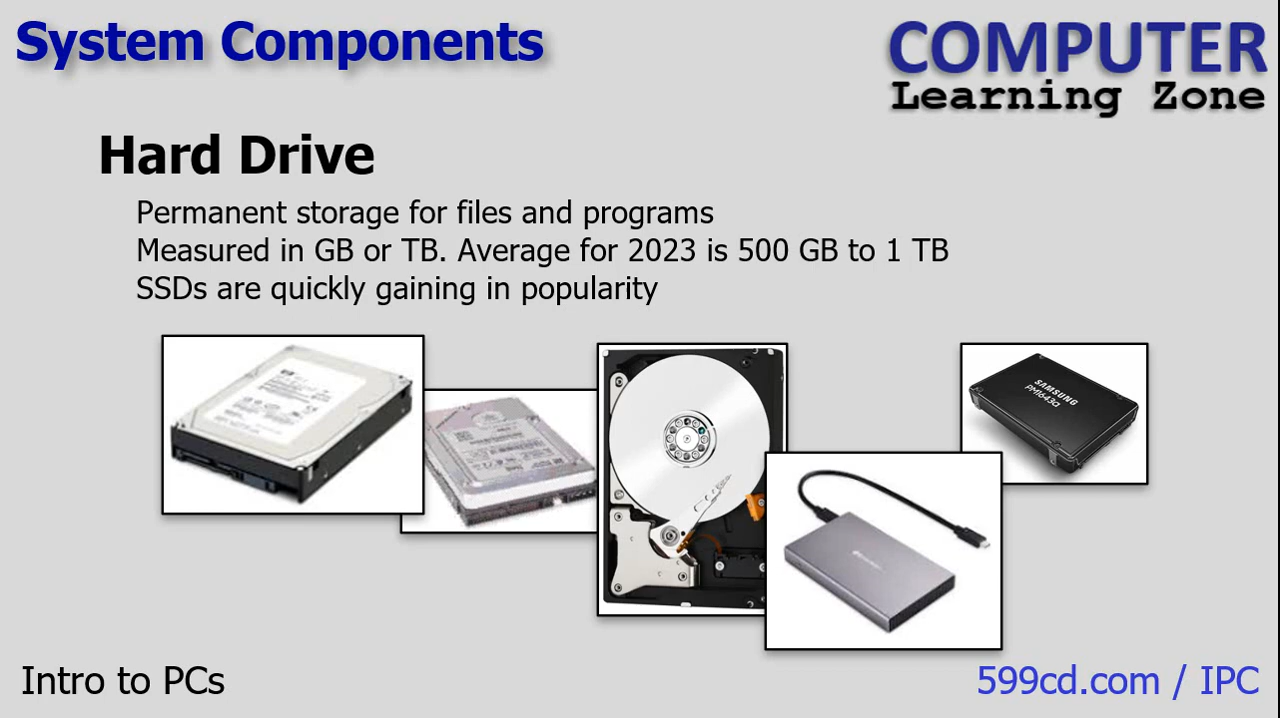 System Components
COMPUTER
Learning Zone
Hard Drive
Permanent storage for files and programs
Measured in GB or TB. Average for 2023 is 500 GB to 1 TB
SSDs are quickly gaining in popularity
hp
SAMSUNG
PM1643a
Intro to PCs
599cd.com / IPC